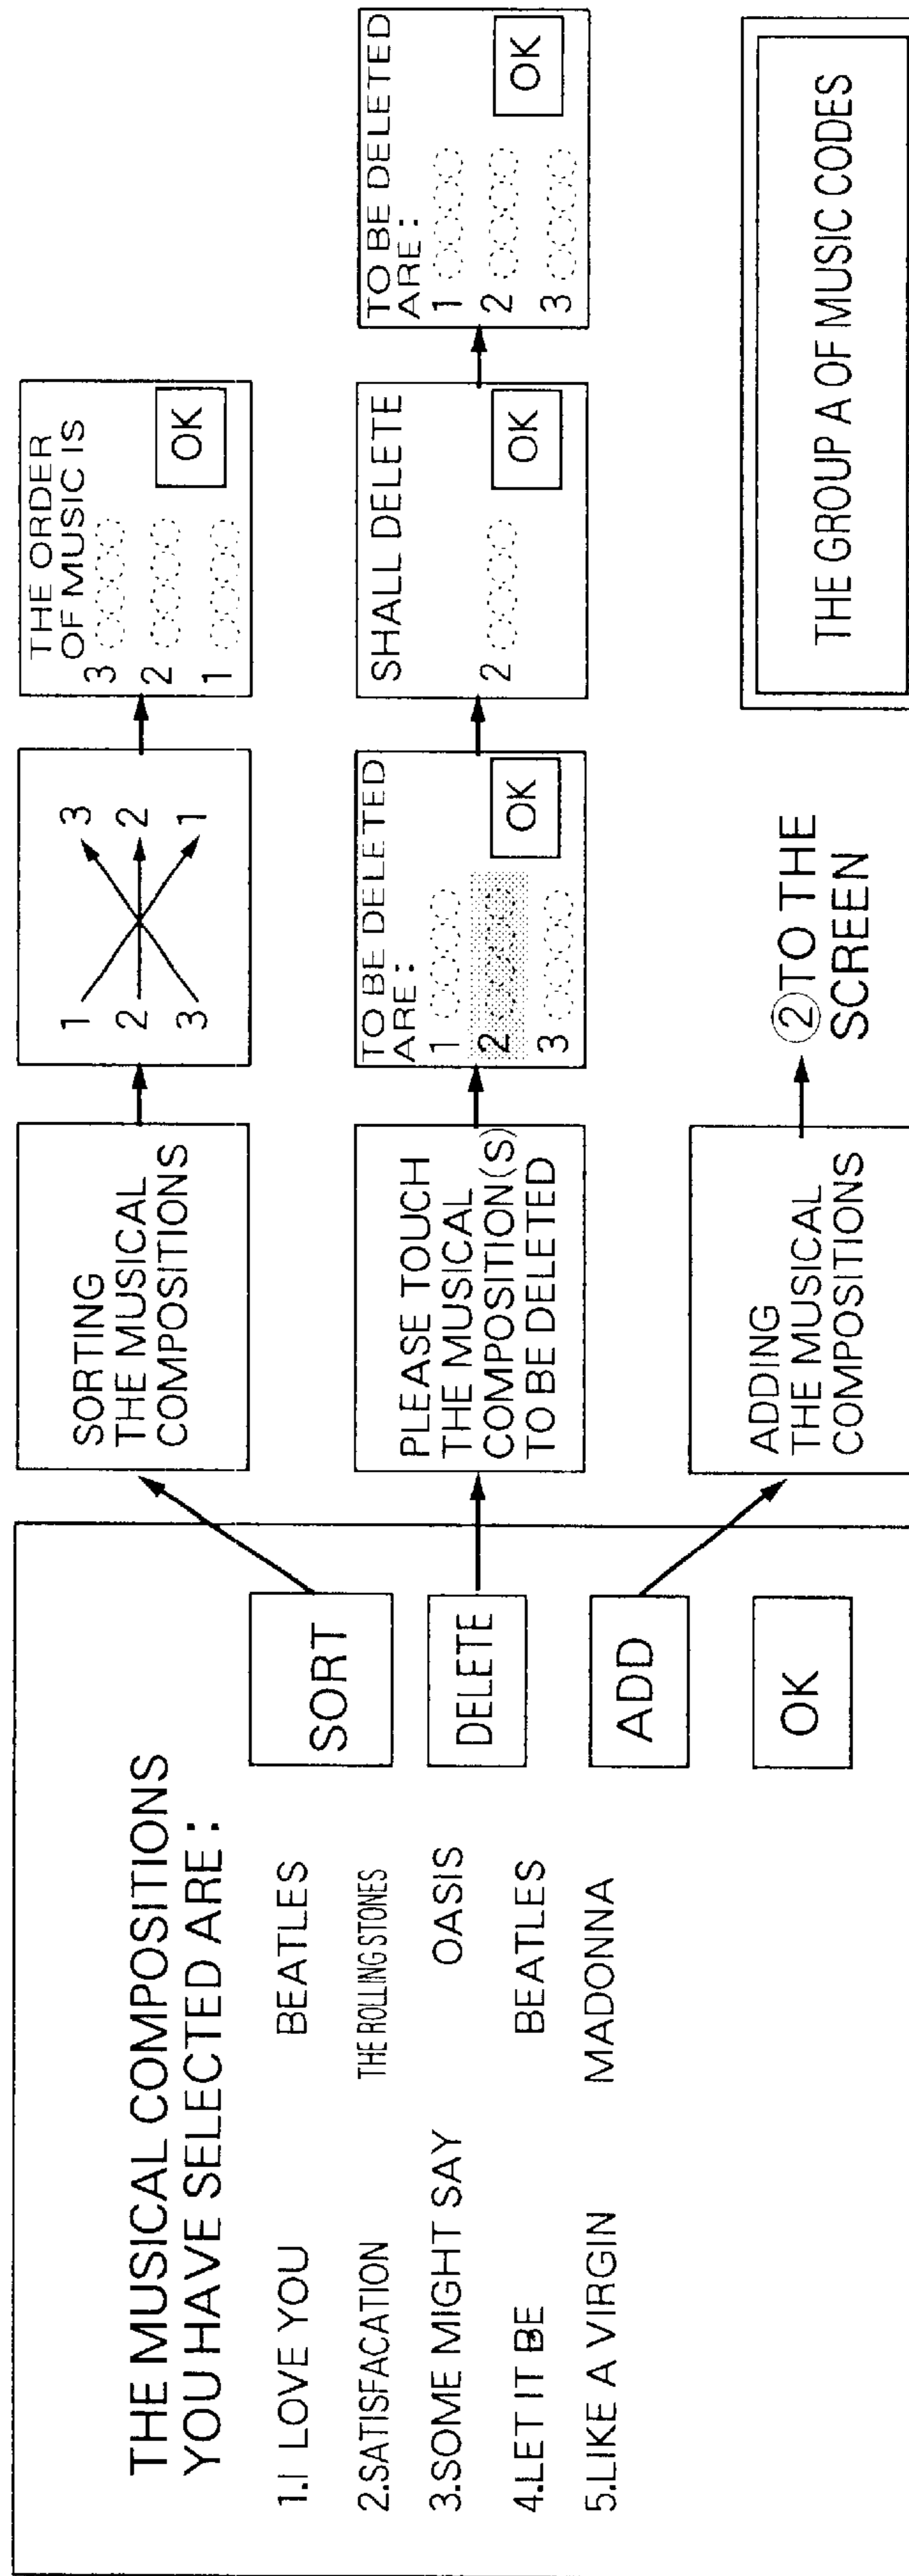 THE MUSICAL COMPOSITIONS
YOU HAVE SELECTED ARE :
1.I LOVE YOU BEATLES
2.SATISFACATION THE ROLLING STONES
3.SOME MIGHT SAY OASIS
4.LET IT BE BEATLES
5.LIKE A VIRGIN MADONNA
SORT
DELETE
ADD
OK
SORTING
THE MUSICAL
COMPOSITIONS
1 3
2 2
3 1
THE ORDER
OF MUSIC IS
3
2
1
OK
PLEASE TOUCH
THE MUSICAL
COMPOSITION(S)
TO BE DELETED
TO BE DELETED
ARE :
1
2
3
OK
SHALL DELETE
2
OK
TO BE DELETED
ARE :
1
2
3
OK
ADDING
THE MUSICAL
COMPOSITIONS
②TO THE
SCREEN
THE GROUP A OF MUSIC CODES